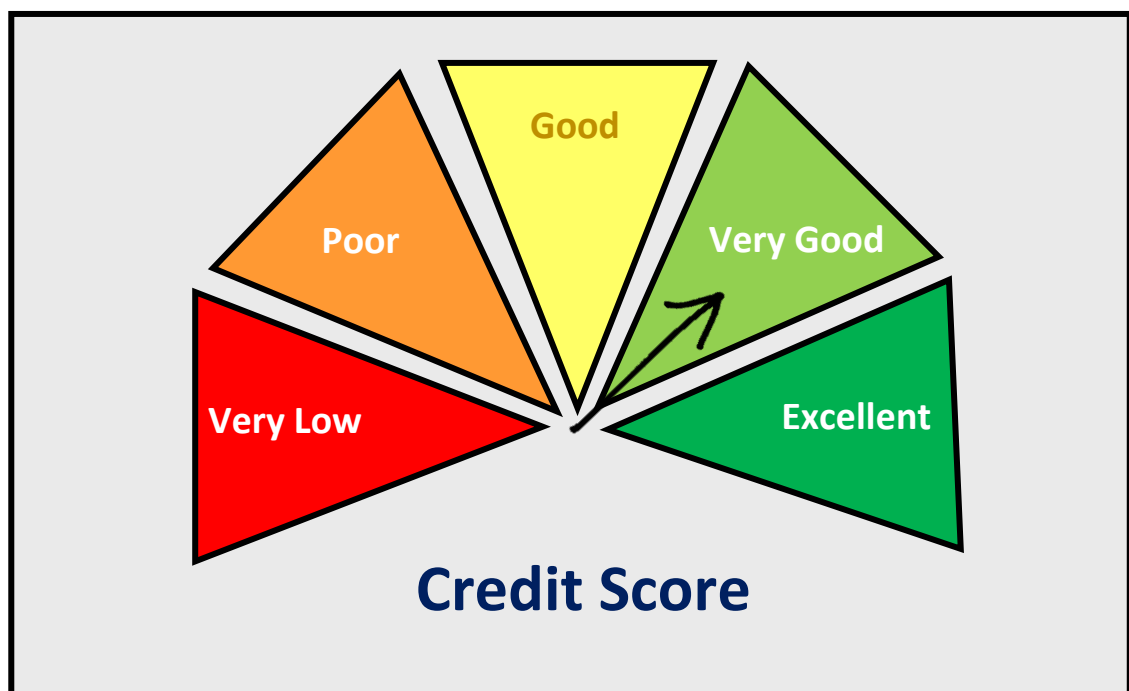 Good
Poor
Very Good
Very Low
Excellent
Credit Score